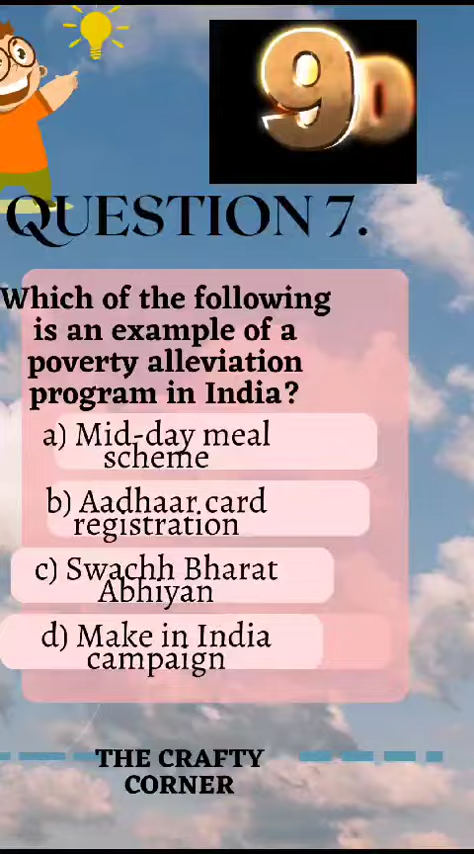 90
QUESTION 7.
Which of the following
is an example of a
poverty alleviation
program in India?
a) Mid-day meal
scheme
b) Aadhaar card
registration
c) Swachh Bharat
Abhiyan
d) Make in India
campaign
THE CRAFTY
CORNER